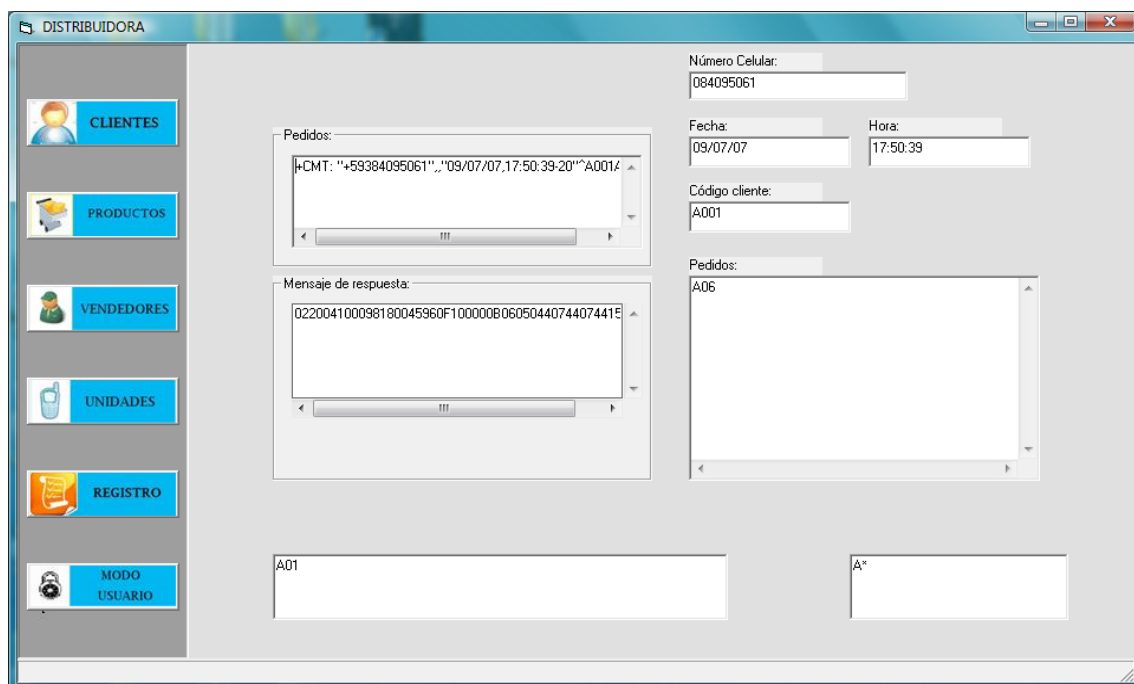 DISTRIBUIDORA
CLIENTES
PRODUCTOS
VENDEDORES
UNIDADES
REGISTRO
MODO
USUARIO
Pedidos:
+CMT: "+59384095061",,"09/07/07,17:50:39-20"^A001A
Mensaje de respuesta:
022004100098180045960F100000B06050440744074415
Número Celular:
084095061
Fecha:
Hora:
09/07/07
17:50:39
Código cliente:
A001
Pedidos:
A06
A01
A*